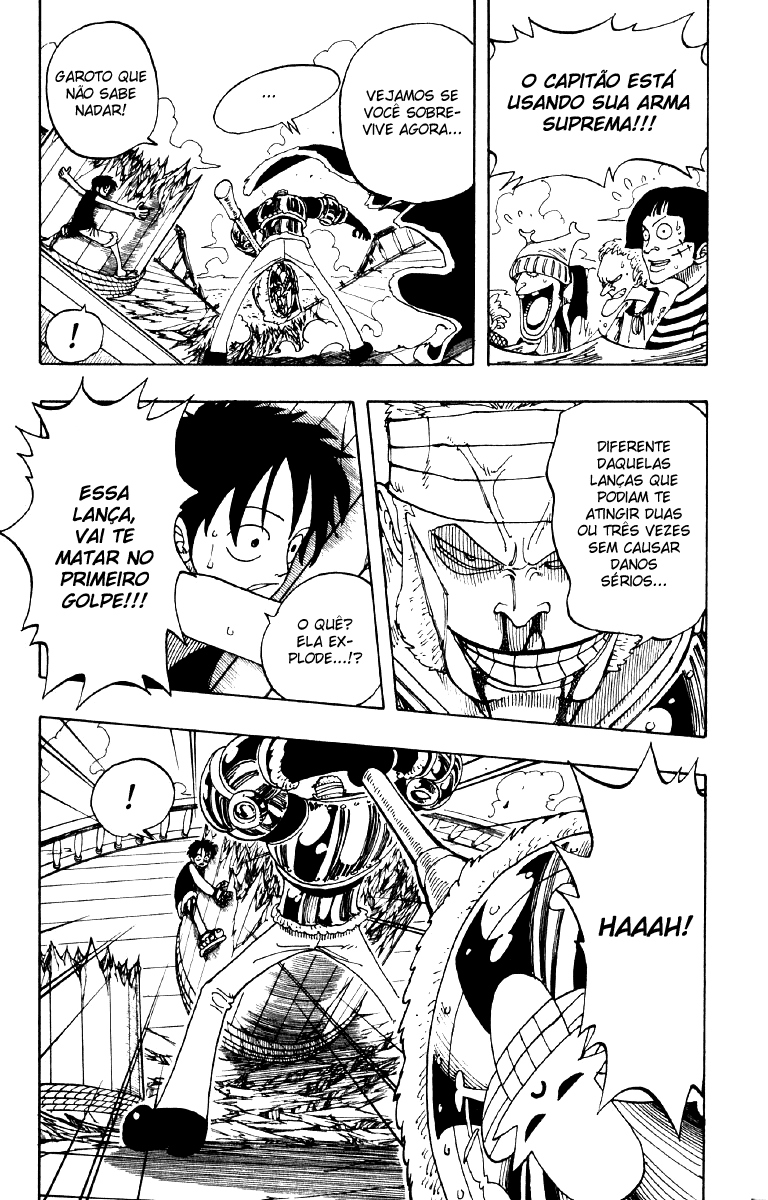 O CAPITÃO ESTÁ
USANDO SUA ARMA
SUPREMA!!!
VEJAMOS SE
VOCÊ SOBRE-
VIVE AGORA...
...
GAROTO QUE
NÃO SABE
NADAR!
!
DIFERENTE
DAQUELAS
LANÇAS QUE
PODIAM TE
ATINGIR DUAS
OU TRÊS VEZES
SEM CAUSAR
DANOS
SÉRIOS...
O QUÊ?
ELA EX-
PLODE...!?
ESSA
LANÇA,
VAI TE
MATAR NO
PRIMEIRO
GOLPE!!!
HAAAH!
!